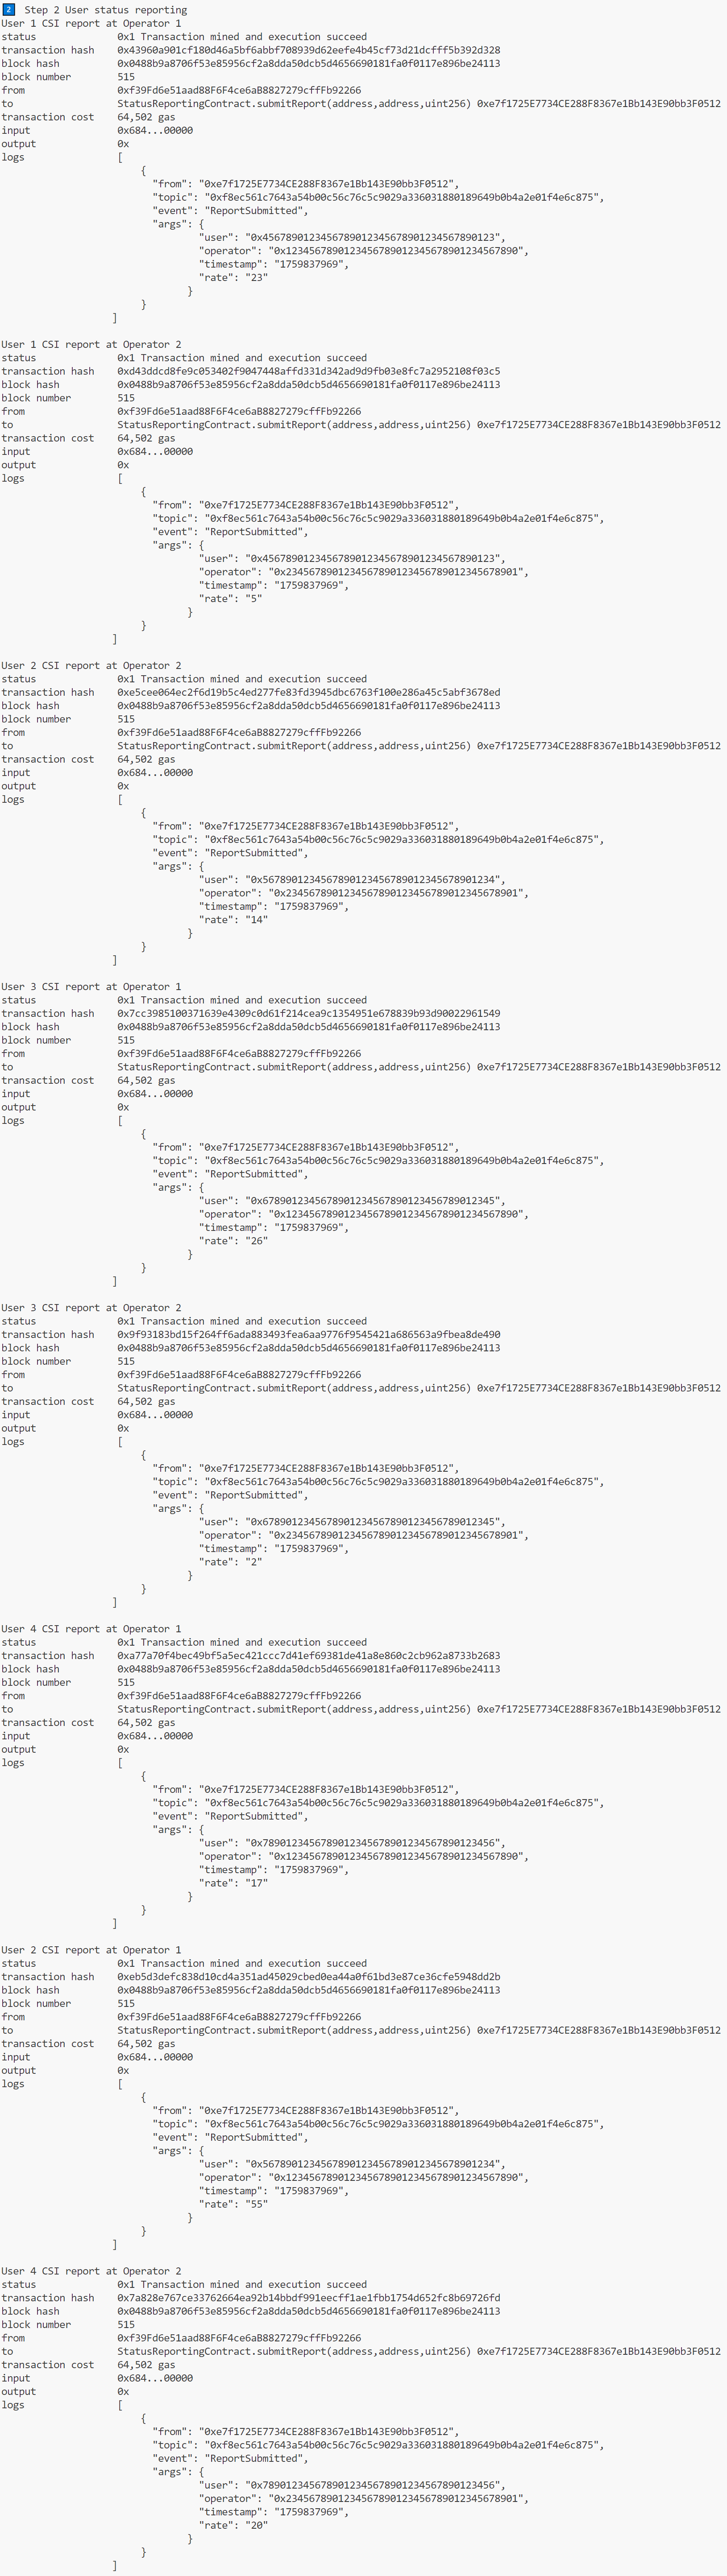 2 Step 2 User status reporting
User 1 CSI report at Operator 1
status 0x1 Transaction mined and execution succeed
transaction hash 0x43960a901cf180d46a5bf6abbf708939d62eefe4b45cf73d21dcfff5b392d328
block hash 0x0488b9a8706f53e85956cf2a8dda50dcb5d4656690181fa0f0117e896be24113
block number 515
from 0xf39Fd6e51aad88F6F4ce6aB8827279cffFb92266
to StatusReportingContract.submitReport(address,address,uint256) 0xe7f1725E7734CE288F8367e1Bb143E90bb3F0512
transaction cost 64,502 gas
input 0x684...00000
output 0x
logs [
{
"from": "0xe7f1725E7734CE288F8367e1Bb143E90bb3F0512",
"topic": "0xf8ec561c7643a54b00c56c76c5c9029a336031880189649b0b4a2e01f4e6c875",
"event": "ReportSubmitted",
"args": {
"user": "0x4567890123456789012345678901234567890123",
"operator": "0x1234567890123456789012345678901234567890",
"timestamp": "1759837969",
"rate": "23"
}
}
]
User 1 CSI report at Operator 2
status 0x1 Transaction mined and execution succeed
transaction hash 0xd43ddcd8fe9c053402f9047448affd331d342ad9d9fb03e8fc7a2952108f03c5
block hash 0x0488b9a8706f53e85956cf2a8dda50dcb5d4656690181fa0f0117e896be24113
block number 515
from 0xf39Fd6e51aad88F6F4ce6aB8827279cffFb92266
to StatusReportingContract.submitReport(address,address,uint256) 0xe7f1725E7734CE288F8367e1Bb143E90bb3F0512
transaction cost 64,502 gas
input 0x684...00000
output 0x
logs [
{
"from": "0xe7f1725E7734CE288F8367e1Bb143E90bb3F0512",
"topic": "0xf8ec561c7643a54b00c56c76c5c9029a336031880189649b0b4a2e01f4e6c875",
"event": "ReportSubmitted",
"args": {
"user": "0x4567890123456789012345678901234567890123",
"operator": "0x2345678901234567890123456789012345678901",
"timestamp": "1759837969",
"rate": "5"
}
}
]
User 2 CSI report at Operator 2
status 0x1 Transaction mined and execution succeed
transaction hash 0xe5cee064ec2f6d19b5c4ed277fe83fd3945dbc6763f100e286a45c5abf3678ed
block hash 0x0488b9a8706f53e85956cf2a8dda50dcb5d4656690181fa0f0117e896be24113
block number 515
from 0xf39Fd6e51aad88F6F4ce6aB8827279cffFb92266
to StatusReportingContract.submitReport(address,address,uint256) 0xe7f1725E7734CE288F8367e1Bb143E90bb3F0512
transaction cost 64,502 gas
input 0x684...00000
output 0x
logs [
{
"from": "0xe7f1725E7734CE288F8367e1Bb143E90bb3F0512",
"topic": "0xf8ec561c7643a54b00c56c76c5c9029a336031880189649b0b4a2e01f4e6c875",
"event": "ReportSubmitted",
"args": {
"user": "0x5678901234567890123456789012345678901234",
"operator": "0x2345678901234567890123456789012345678901",
"timestamp": "1759837969",
"rate": "14"
}
}
]
User 3 CSI report at Operator 1
status 0x1 Transaction mined and execution succeed
transaction hash 0x7cc3985100371639e4309c0d61f214cea9c1354951e678839b93d90022961549
block hash 0x0488b9a8706f53e85956cf2a8dda50dcb5d4656690181fa0f0117e896be24113
block number 515
from 0xf39Fd6e51aad88F6F4ce6aB8827279cffFb92266
to StatusReportingContract.submitReport(address,address,uint256) 0xe7f1725E7734CE288F8367e1Bb143E90bb3F0512
transaction cost 64,502 gas
input 0x684...00000
output 0x
logs [
{
"from": "0xe7f1725E7734CE288F8367e1Bb143E90bb3F0512",
"topic": "0xf8ec561c7643a54b00c56c76c5c9029a336031880189649b0b4a2e01f4e6c875",
"event": "ReportSubmitted",
"args": {
"user": "0x6789012345678901234567890123456789012345",
"operator": "0x1234567890123456789012345678901234567890",
"timestamp": "1759837969",
"rate": "26"
}
}
]
User 3 CSI report at Operator 2
status 0x1 Transaction mined and execution succeed
transaction hash 0x9f93183bd15f264ff6ada883493fea6aa9776f9545421a686563a9fbea8de490
block hash 0x0488b9a8706f53e85956cf2a8dda50dcb5d4656690181fa0f0117e896be24113
block number 515
from 0xf39Fd6e51aad88F6F4ce6aB8827279cffFb92266
to StatusReportingContract.submitReport(address,address,uint256) 0xe7f1725E7734CE288F8367e1Bb143E90bb3F0512
transaction cost 64,502 gas
input 0x684...00000
output 0x
logs [
{
"from": "0xe7f1725E7734CE288F8367e1Bb143E90bb3F0512",
"topic": "0xf8ec561c7643a54b00c56c76c5c9029a336031880189649b0b4a2e01f4e6c875",
"event": "ReportSubmitted",
"args": {
"user": "0x6789012345678901234567890123456789012345",
"operator": "0x2345678901234567890123456789012345678901",
"timestamp": "1759837969",
"rate": "2"
}
}
]
User 4 CSI report at Operator 1
status 0x1 Transaction mined and execution succeed
transaction hash 0xa77a70f4bec49bf5a5ec421ccc7d41ef69381de41a8e860c2cb962a8733b2683
block hash 0x0488b9a8706f53e85956cf2a8dda50dcb5d4656690181fa0f0117e896be24113
block number 515
from 0xf39Fd6e51aad88F6F4ce6aB8827279cffFb92266
to StatusReportingContract.submitReport(address,address,uint256) 0xe7f1725E7734CE288F8367e1Bb143E90bb3F0512
transaction cost 64,502 gas
input 0x684...00000
output 0x
logs [
{
"from": "0xe7f1725E7734CE288F8367e1Bb143E90bb3F0512",
"topic": "0xf8ec561c7643a54b00c56c76c5c9029a336031880189649b0b4a2e01f4e6c875",
"event": "ReportSubmitted",
"args": {
"user": "0x7890123456789012345678901234567890123456",
"operator": "0x1234567890123456789012345678901234567890",
"timestamp": "1759837969",
"rate": "17"
}
}
]
User 2 CSI report at Operator 1
status 0x1 Transaction mined and execution succeed
transaction hash 0xeb5d3defc838d10cd4a351ad45029cbed0ea44a0f61bd3e87ce36cfe5948dd2b
block hash 0x0488b9a8706f53e85956cf2a8dda50dcb5d4656690181fa0f0117e896be24113
block number 515
from 0xf39Fd6e51aad88F6F4ce6aB8827279cffFb92266
to StatusReportingContract.submitReport(address,address,uint256) 0xe7f1725E7734CE288F8367e1Bb143E90bb3F0512
transaction cost 64,502 gas
input 0x684...00000
output 0x
logs [
{
"from": "0xe7f1725E7734CE288F8367e1Bb143E90bb3F0512",
"topic": "0xf8ec561c7643a54b00c56c76c5c9029a336031880189649b0b4a2e01f4e6c875",
"event": "ReportSubmitted",
"args": {
"user": "0x5678901234567890123456789012345678901234",
"operator": "0x1234567890123456789012345678901234567890",
"timestamp": "1759837969",
"rate": "55"
}
}
]
User 4 CSI report at Operator 2
status 0x1 Transaction mined and execution succeed
transaction hash 0x7a828e767ce33762664ea92b14bbdf991eecff1ae1fbb1754d652fc8b69726fd
block hash 0x0488b9a8706f53e85956cf2a8dda50dcb5d4656690181fa0f0117e896be24113
block number 515
from 0xf39Fd6e51aad88F6F4ce6aB8827279cffFb92266
to StatusReportingContract.submitReport(address,address,uint256) 0xe7f1725E7734CE288F8367e1Bb143E90bb3F0512
transaction cost 64,502 gas
input 0x684...00000
output 0x
logs [
{
"from": "0xe7f1725E7734CE288F8367e1Bb143E90bb3F0512",
"topic": "0xf8ec561c7643a54b00c56c76c5c9029a336031880189649b0b4a2e01f4e6c875",
"event": "ReportSubmitted",
"args": {
"user": "0x7890123456789012345678901234567890123456",
"operator": "0x2345678901234567890123456789012345678901",
"timestamp": "1759837969",
"rate": "20"
}
}
]